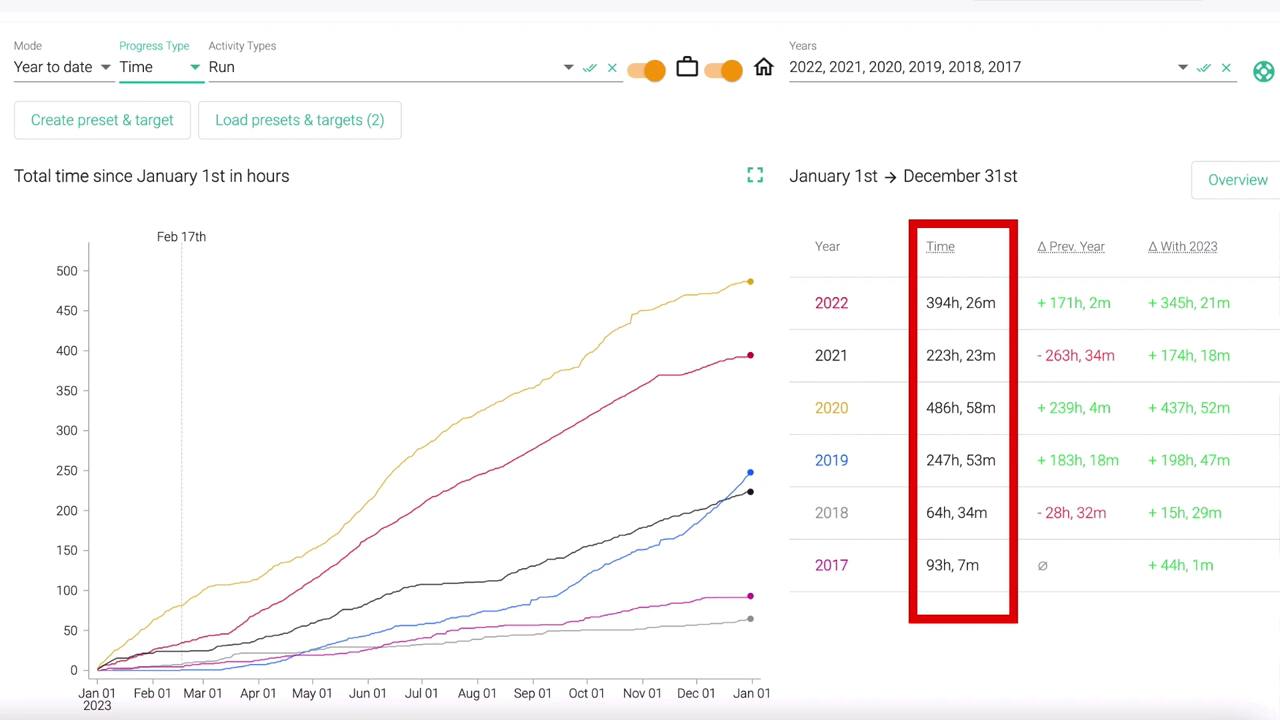 Mode
Progress Type
Activity Types
Years
Year to date
Time
Run
2022, 2021, 2020, 2019, 2018, 2017
Create preset & target
Load presets & targets (2)
Total time since January 1st in hours
January 1st → December 31st
Overview
Feb 17th
500
450
400
350
300
250
200
150
100
50
0
Jan 01
2023
Feb 01
Mar 01
Apr 01
May 01
Jun 01
Jul 01
Aug 01
Sep 01
Oct 01
Nov 01
Dec 01
Jan 01
Year Time Δ Prev. Year Δ With 2023
2022 394h, 26m + 171h, 2m + 345h, 21m
2021 223h, 23m - 263h, 34m + 174h, 18m
2020 486h, 58m + 239h, 4m + 437h, 52m
2019 247h, 53m + 183h, 18m + 198h, 47m
2018 64h, 34m - 28h, 32m + 15h, 29m
2017 93h, 7m ∅ + 44h, 1m